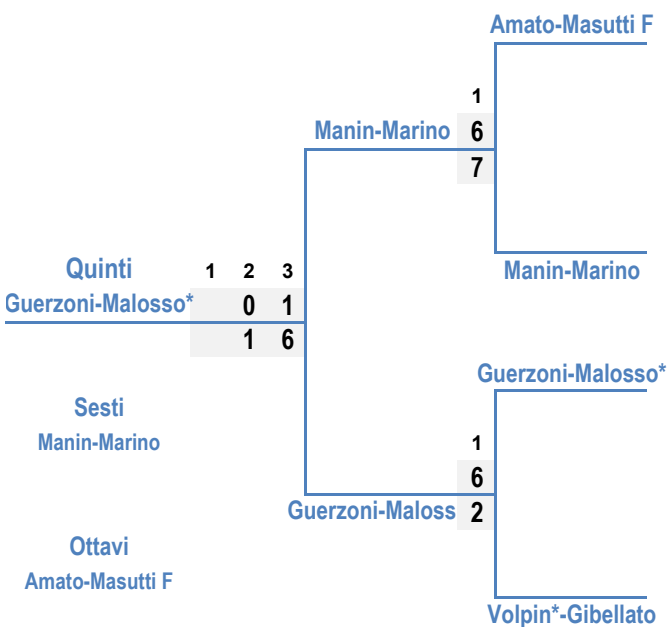 Amato-Masutti F
1
Manin-Marino 6
7
Manin-Marino
Quinti 1 2 3
Guerzoni-Malosso* 0 1
1 6
Guerzoni-Malosso*
Sesti
Manin-Marino
1
6
Guerzoni-Maloss 2
Ottavi
Amato-Masutti F
Volpin*-Gibellato